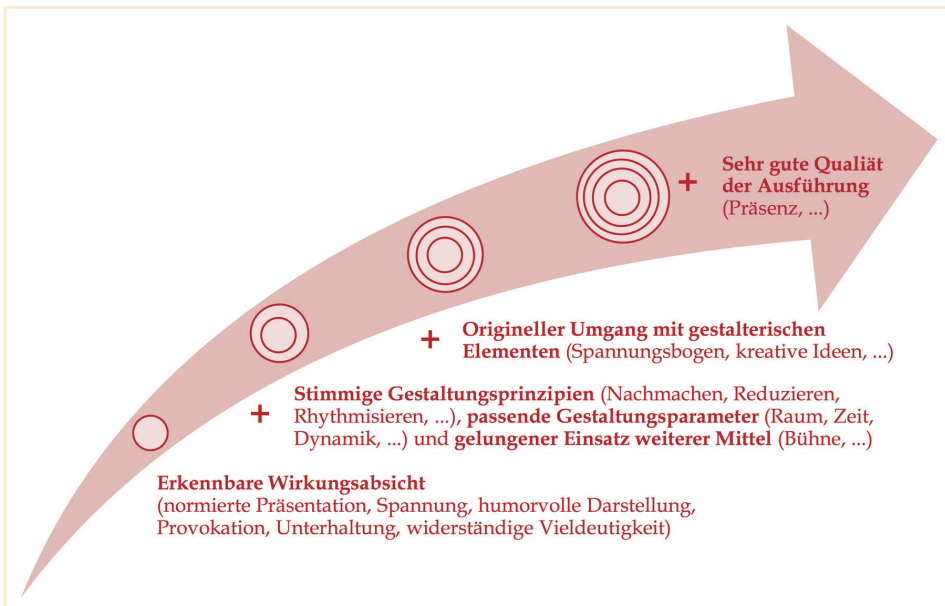 + Sehr gute Qualiät
der Ausführung
(Präsenz, ...)
+ Origineller Umgang mit gestalterischen
Elementen (Spannungsbogen, kreative Ideen, ...)
+ Stimmige Gestaltungsprinzipien (Nachmachen, Reduzieren,
Rhythmisieren, ...), passende Gestaltungsparameter (Raum, Zeit,
Dynamik, ...) und gelungener Einsatz weiterer Mittel (Bühne, ...)
Erkennbare Wirkungsabsicht
(normierte Präsentation, Spannung, humorvolle Darstellung,
Provokation, Unterhaltung, widerständige Vieldeutigkeit)